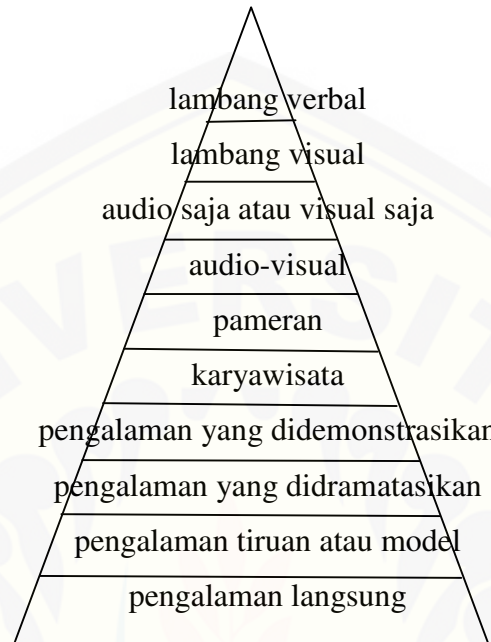 lambang verbal
lambang visual
audio saja atau visual saja
audio-visual
pameran
karyawisata
pengalaman yang didemonstrasikan
pengalaman yang didramatasikan
pengalaman tiruan atau model
pengalaman langsung